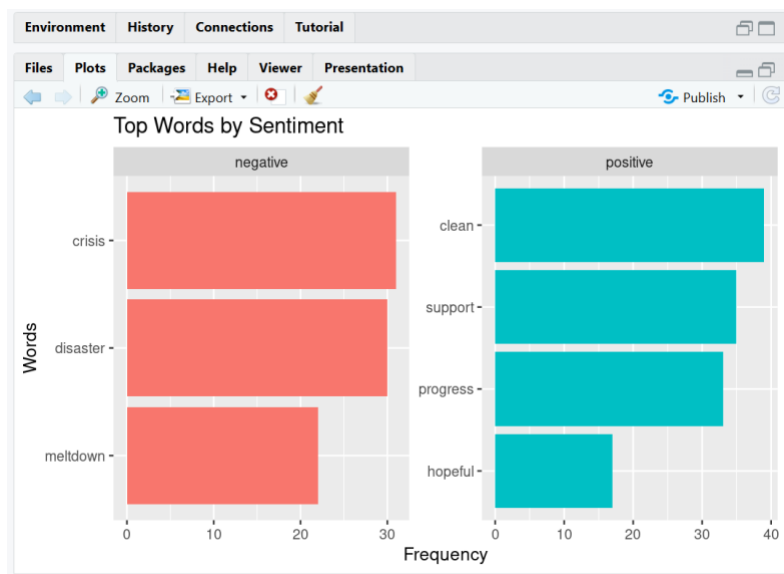 Environment History Connections Tutorial
Files Plots Packages Help Viewer Presentation
Zoom Export Publish
Top Words by Sentiment
negative positive
crisis
disaster
meltdown
clean
support
progress
hopeful
Words
0 10 20 30
0 10 20 30 40
Frequency